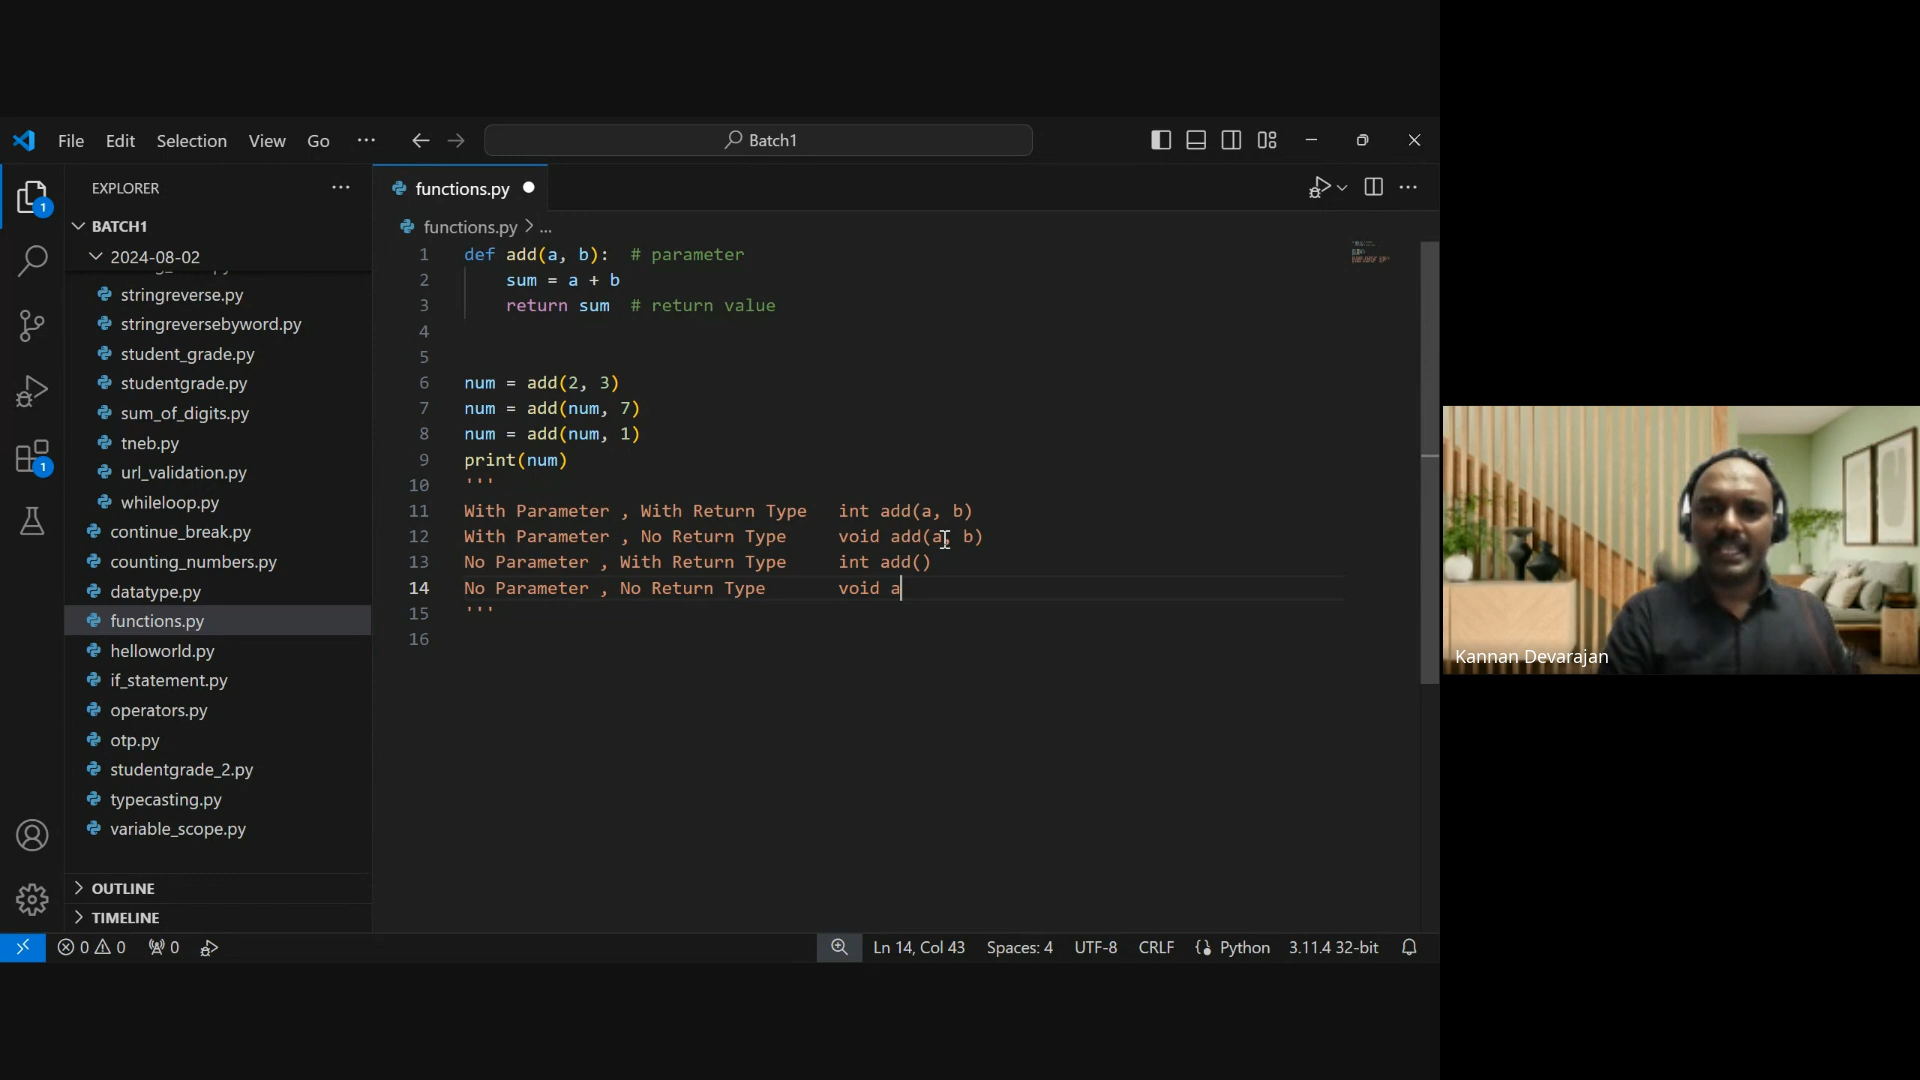 File Edit Selection View Go ··· Batch1
EXPLORER ···
BATCH1
2024-08-02
stringreverse.py
stringreversebyword.py
student_grade.py
studentgrade.py
sum_of_digits.py
tneb.py
url_validation.py
whileloop.py
continue_break.py
counting_numbers.py
datatype.py
functions.py
helloworld.py
if_statement.py
operators.py
otp.py
studentgrade_2.py
typecasting.py
variable_scope.py
OUTLINE
TIMELINE
1
1
functions.py
functions.py > ...
1 def add(a, b):  # parameter
2     sum = a + b
3     return sum  # return value
4
5
6 num = add(2, 3)
7 num = add(num, 7)
8 num = add(num, 1)
9 print(num)
10 '''
11 With Parameter , With Return Type   int add(a, b)
12 With Parameter , No Return Type     void add(a, b)
13 No Parameter , With Return Type     int add()
14 No Parameter , No Return Type       void a
15 '''
16
0 0 0 Ln 14, Col 43 Spaces: 4 UTF-8 CRLF Python 3.11.4 32-bit
Kannan Devarajan